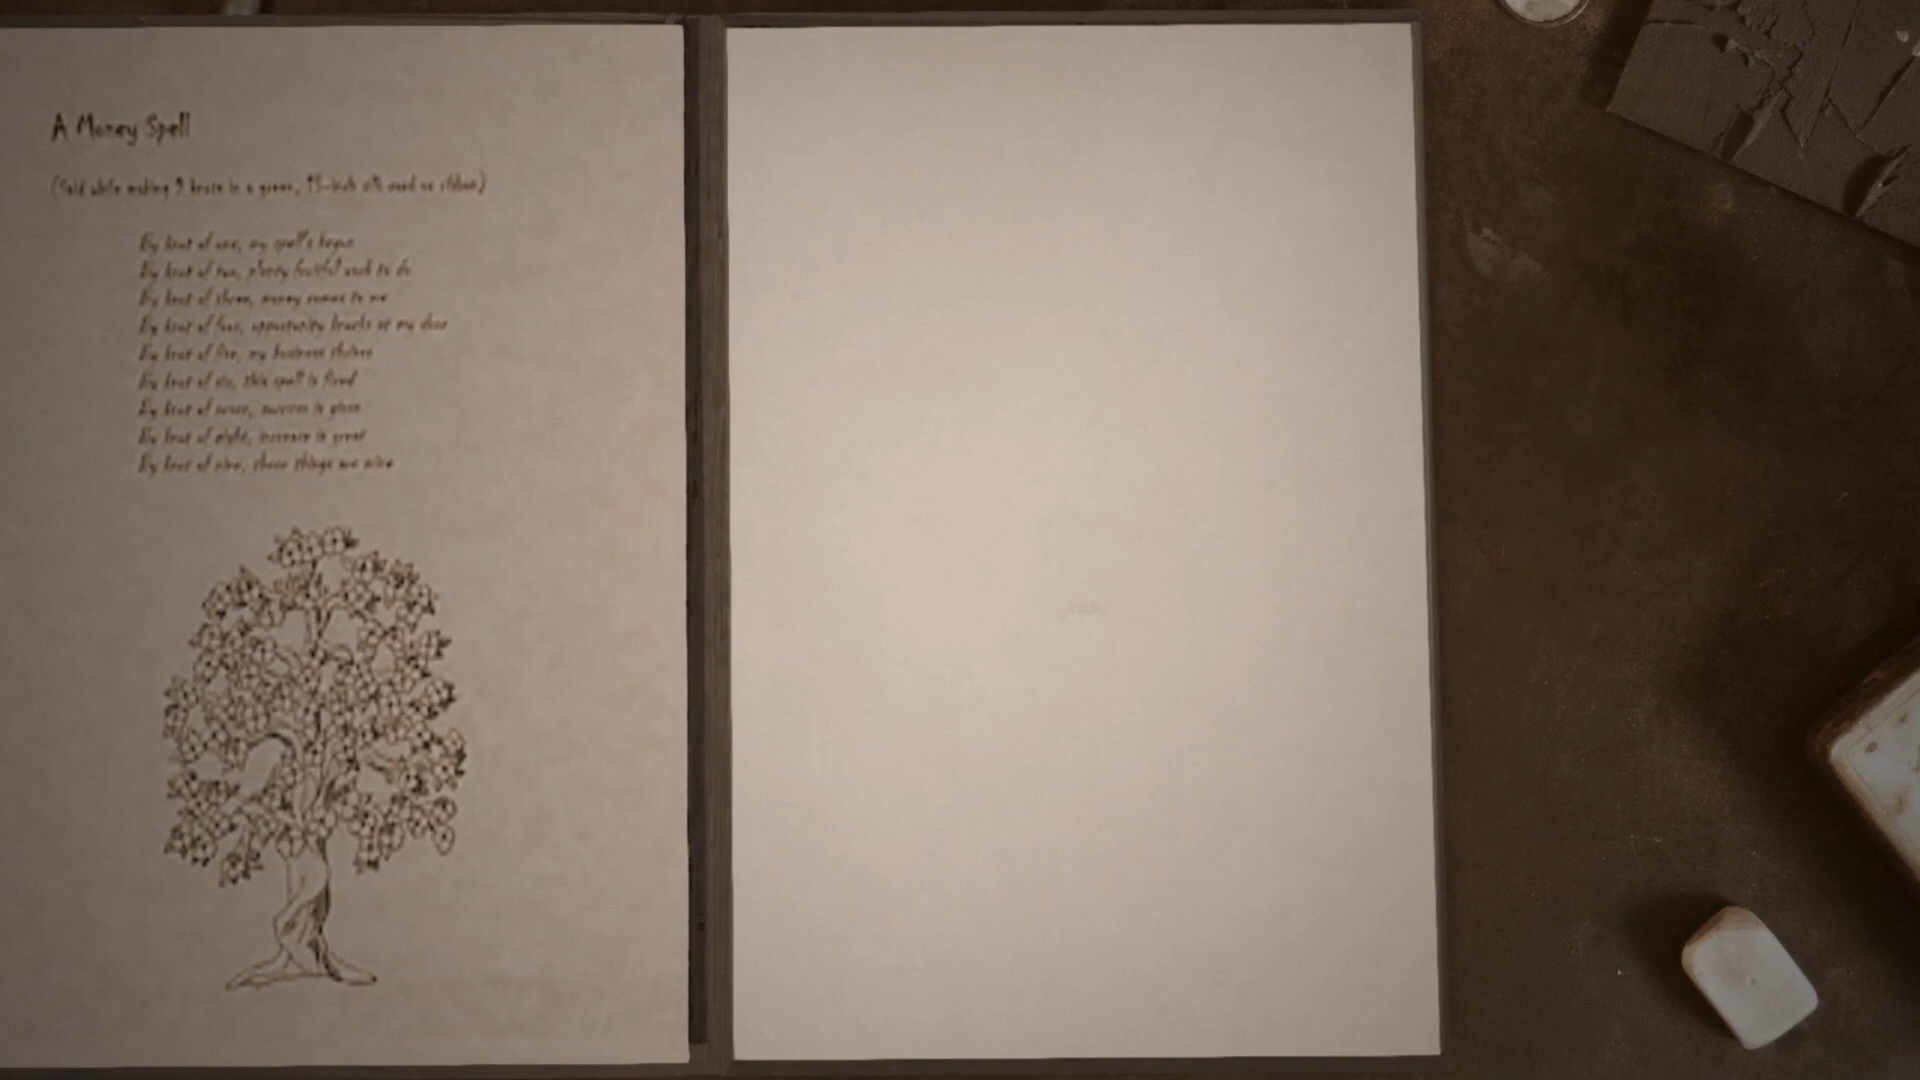 A Money Spell
(Said while making 9 knots in a green, 13-inch silk cord or ribbon)
By knot of one, my spell's begun
By knot of two, plenty fruitful work to do
By knot of three, money comes to me
By knot of four, opportunity knocks at my door
By knot of five, my business thrives
By knot of six, this spell is fixed
By knot of seven, success is given
By knot of eight, increase is great
By knot of nine, these things are mine